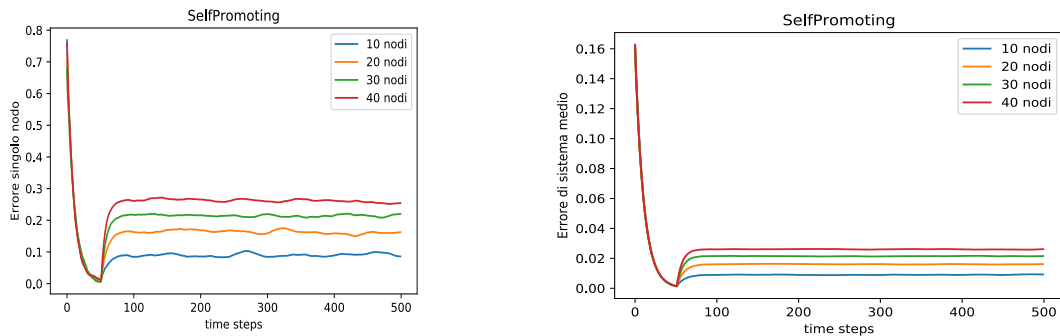 SelfPromoting
Errore singolo nodo
0.8
0.7
0.6
0.5
0.4
0.3
0.2
0.1
0.0
10 nodi
20 nodi
30 nodi
40 nodi
0 100 200 300 400 500
time steps
SelfPromoting
Errore di sistema medio
0.16
0.14
0.12
0.10
0.08
0.06
0.04
0.02
0.00
10 nodi
20 nodi
30 nodi
40 nodi
0 100 200 300 400 500
time steps